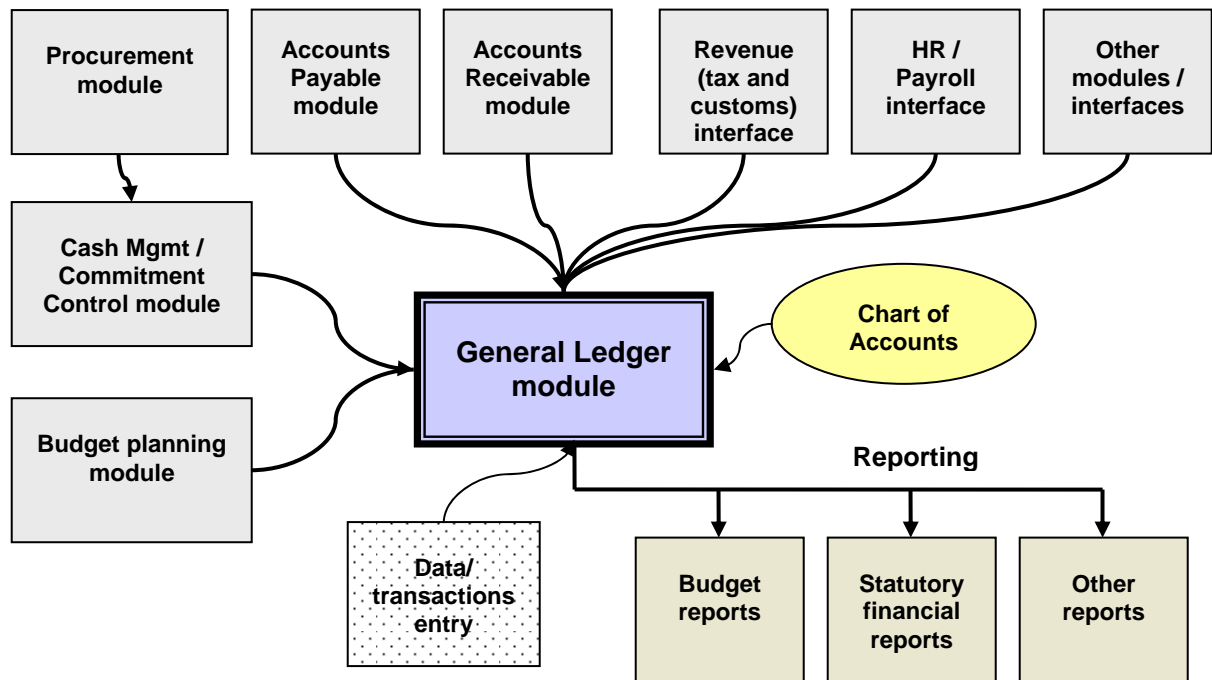 Procurement
module
Accounts
Payable
module
Accounts
Receivable
module
Revenue
(tax and
customs)
interface
HR /
Payroll
interface
Other
modules /
interfaces
Cash Mgmt /
Commitment
Control module
General Ledger
module
Chart of
Accounts
Budget planning
module
Reporting
Data/
transactions
entry
Budget
reports
Statutory
financial
reports
Other
reports